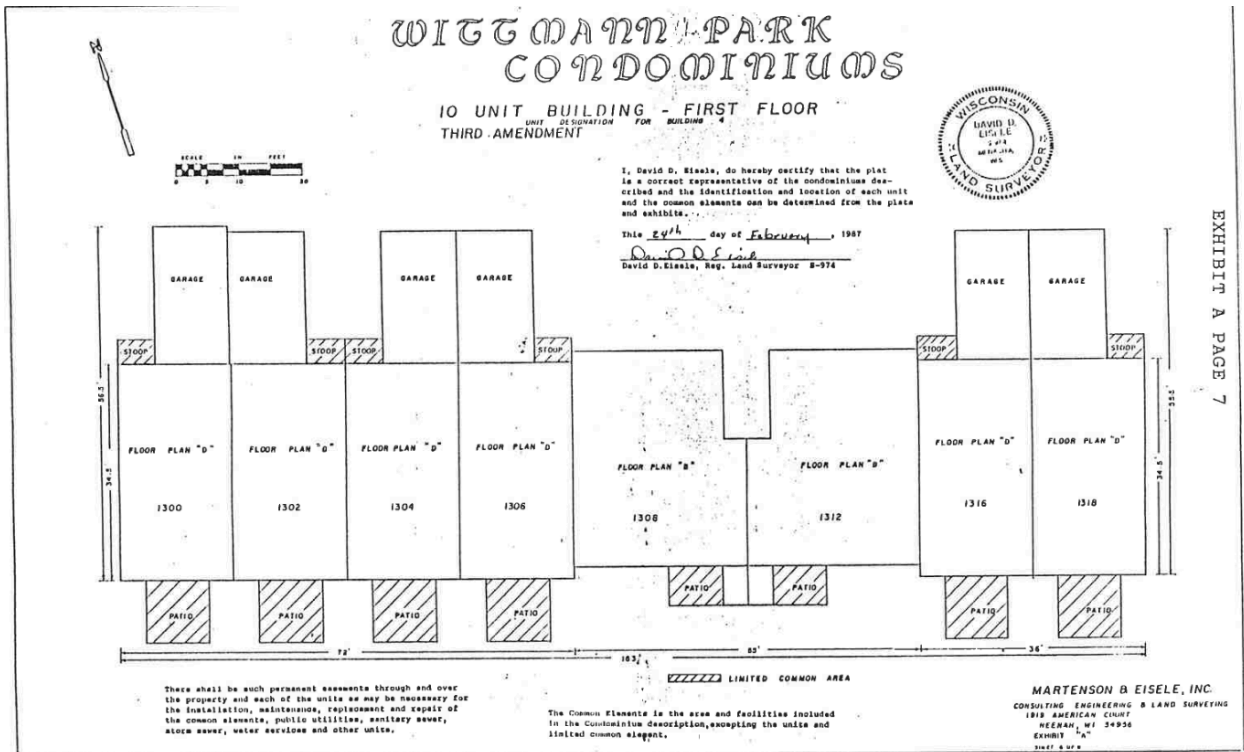 WITTMANN PARK
CONDOMINIUMS
10 UNIT BUILDING - FIRST FLOOR
UNIT DESIGNATION FOR BUILDING 4
THIRD AMENDMENT
SCALE IN FEET
0 5 10 20
WISCONSIN
DAVID D.
EISELE
WIS
LAND SURVEYOR
I, David D. Eisele, do hereby certify that the plat
is a correct representative of the condominiums des-
cribed and the identification and location of each unit
and the common elements can be determined from the plats
and exhibits.
This 24th day of February, 1987
David D Eisele
David D.Eisele, Reg. Land Surveyor S-974
EXHIBIT A PAGE 7
GARAGE GARAGE GARAGE GARAGE GARAGE GARAGE
STOOP STOOP STOOP STOOP STOOP STOOP
56.5'
34.5'
55.5'
34.5'
FLOOR PLAN "D" FLOOR PLAN FLOOR PLAN "D" FLOOR PLAN "D" FLOOR PLAN "B" FLOOR PLAN "B" FLOOR PLAN "D" FLOOR PLAN "D"
1300 1302 1304 1306 1308 1312 1316 1318
PATIO PATIO PATIO PATIO PATIO PATIO PATIO PATIO
72' 36'
LIMITED COMMON AREA
There shall be such permanent easements through and over
the property and each of the units as may be necessary for
the installation, maintenance, replacement and repair of
the common elements, public utilities, sanitary sewer,
storm sewer, water services and other units.
The Common Elements is the area and facilities included
in the Condominium description,excepting the units and
limited common element.
MARTENSON & EISELE, INC.
CONSULTING ENGINEERING & LAND SURVEYING
1919 AMERICAN COURT
NEENAH, WI 54956
EXHIBIT "A"